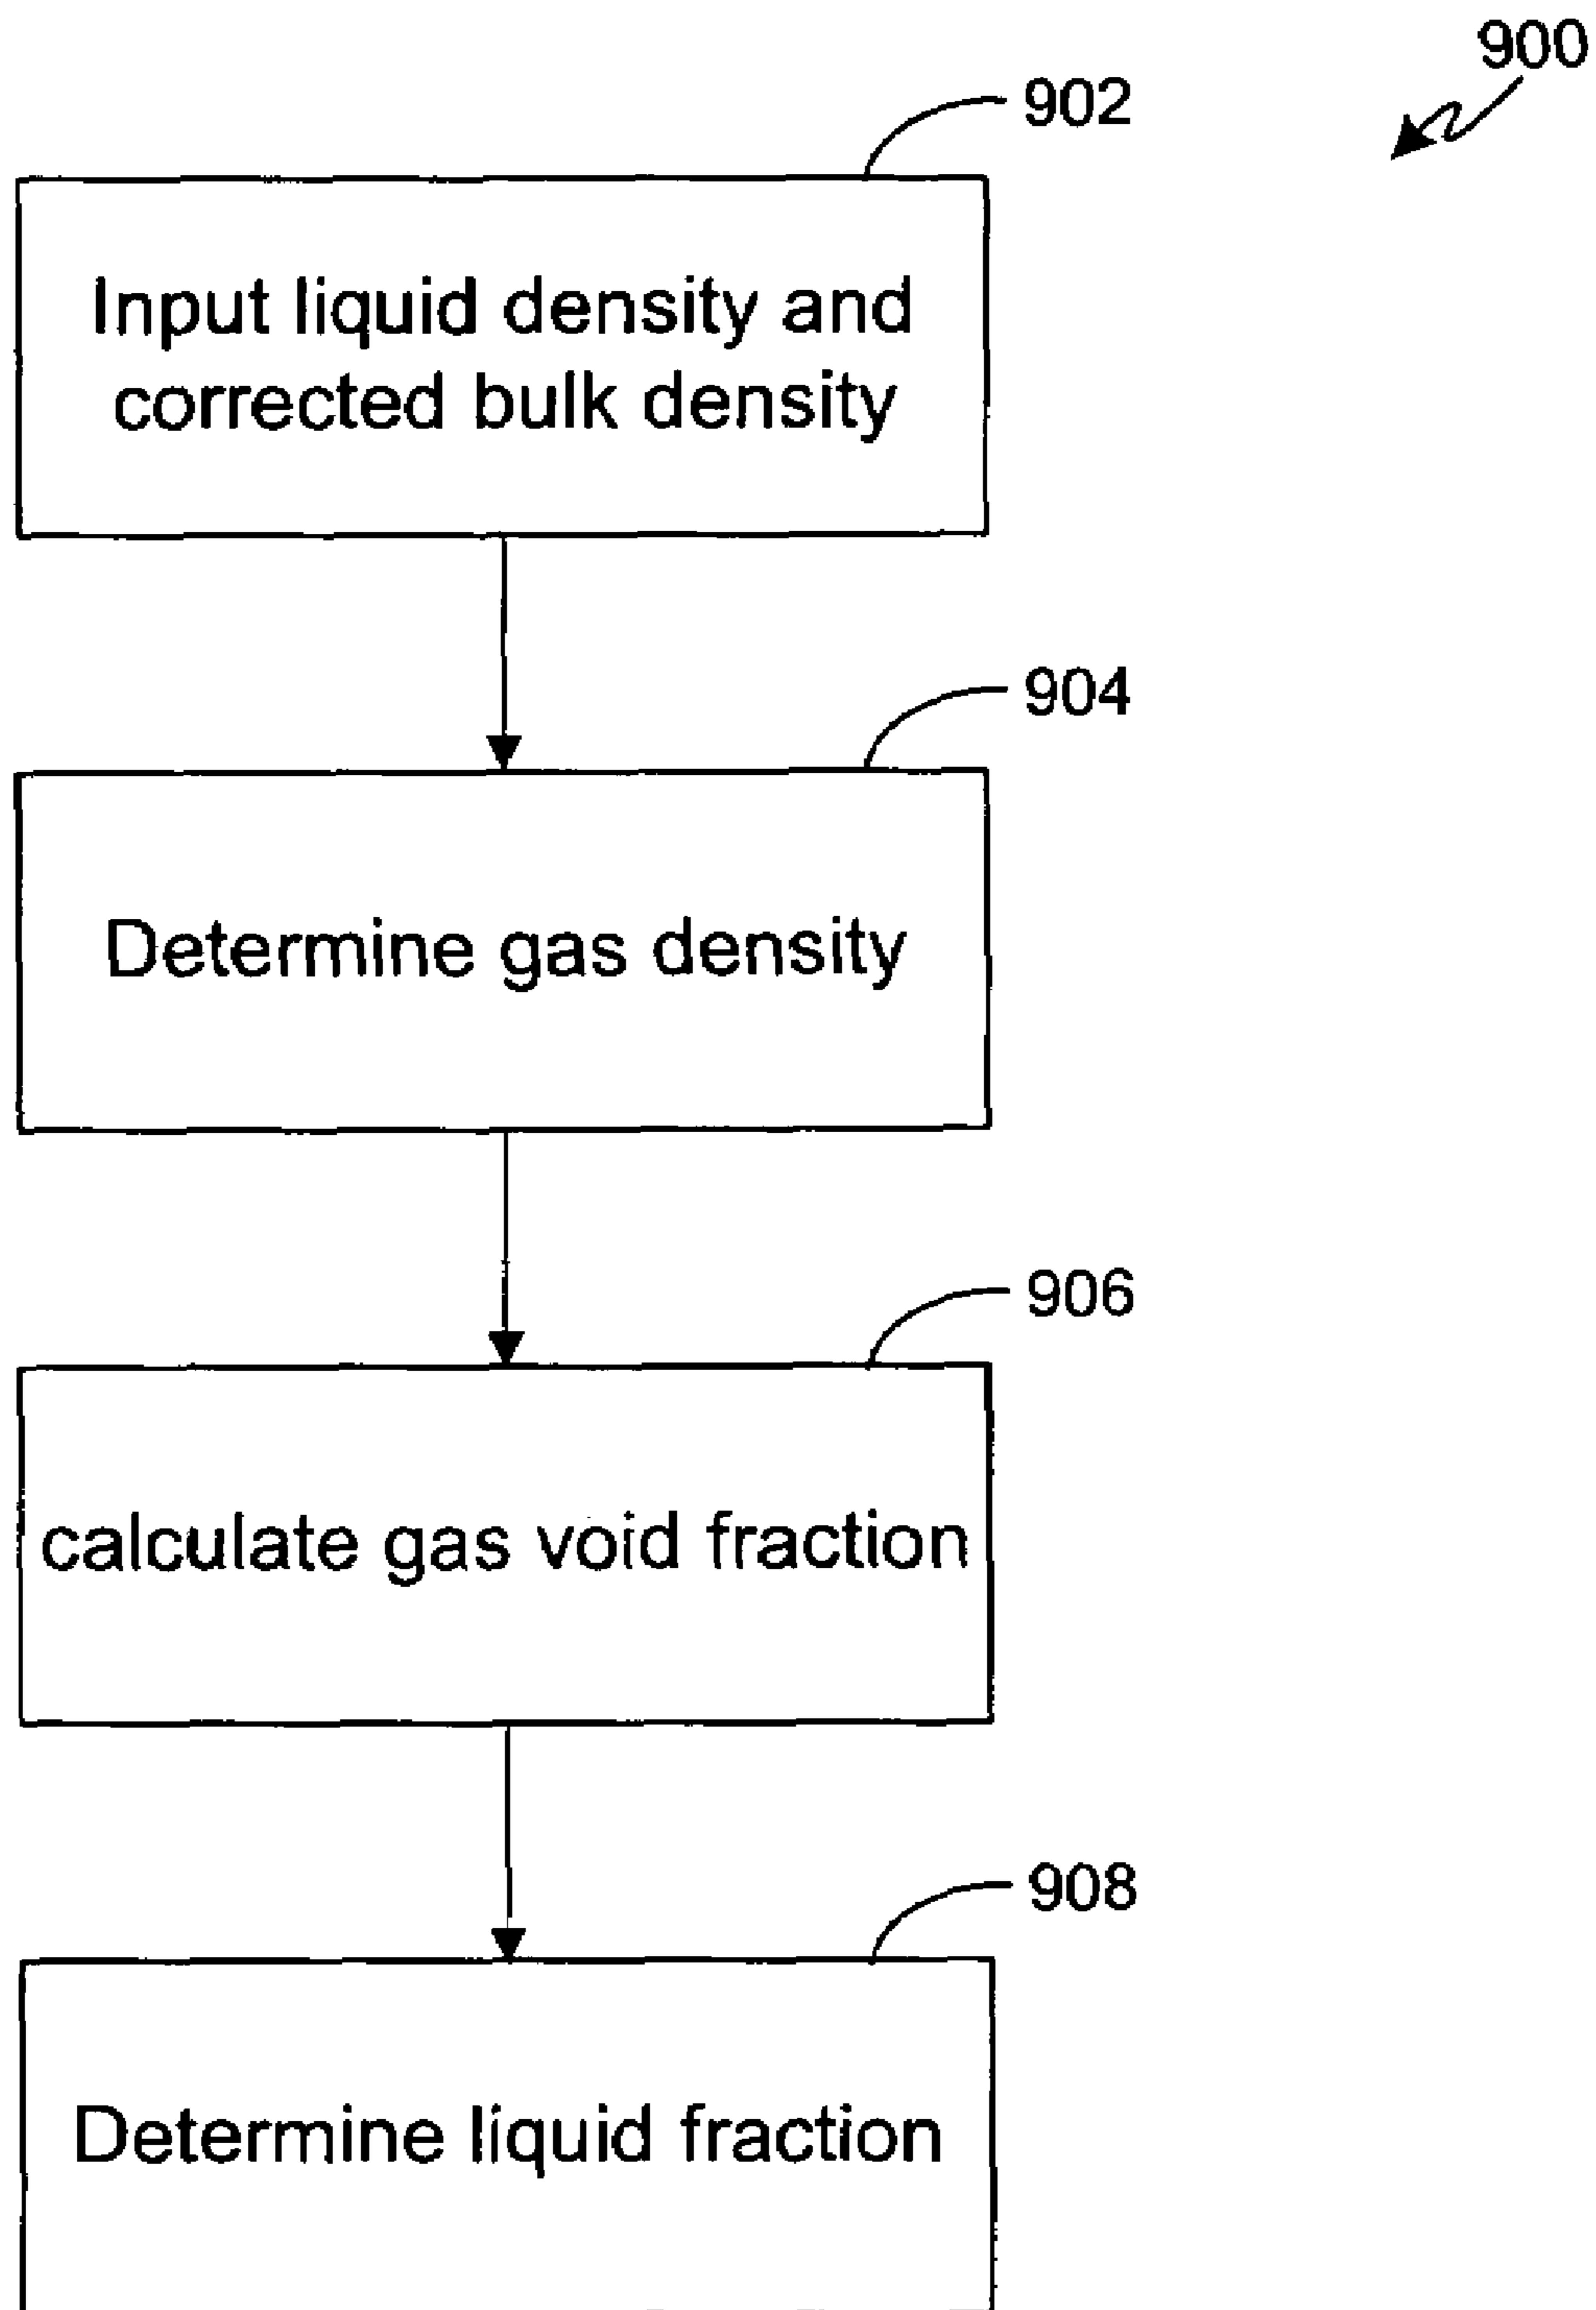 900
902
Input liquid density and
corrected bulk density
904
Determine gas density
906
calculate gas void fraction
908
Determine liquid fraction